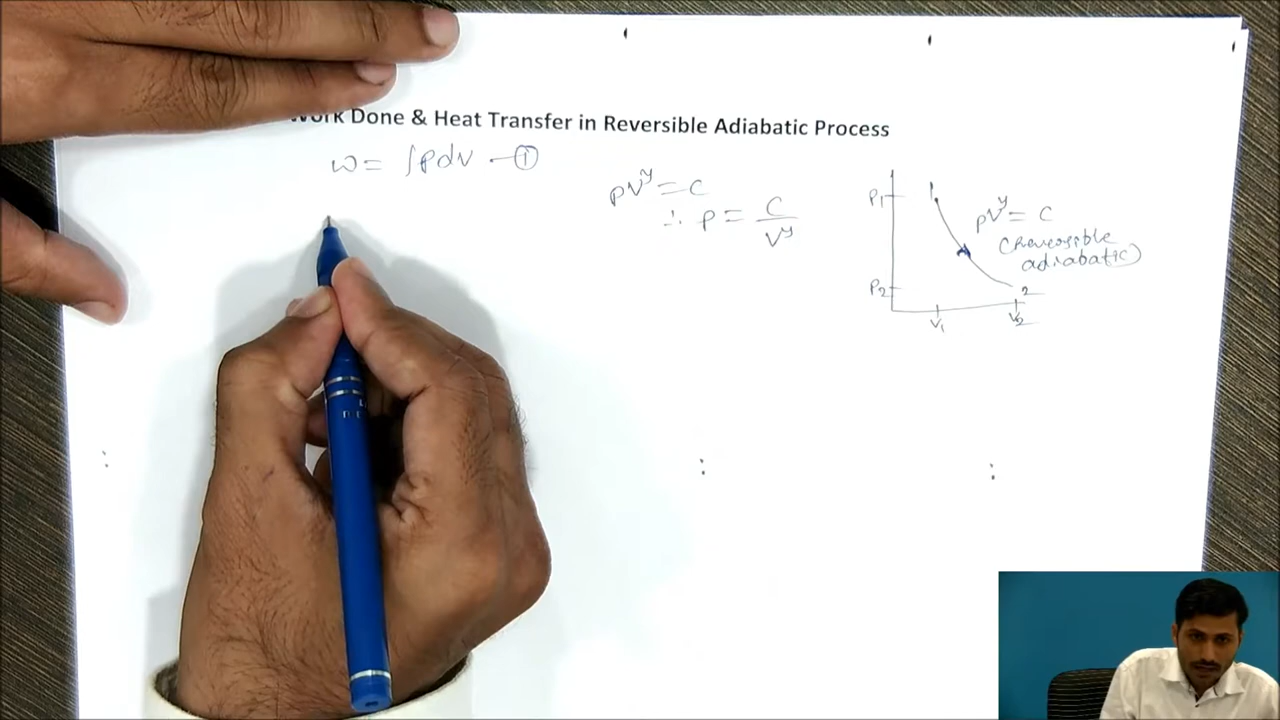 Work Done & Heat Transfer in Reversible Adiabatic Process
W = ∫PdV — ①
PV^γ = C
∴ P = C / V^γ
P1
1
PV^γ = C
(Reversible
adiabatic)
P2
2
V1
V2